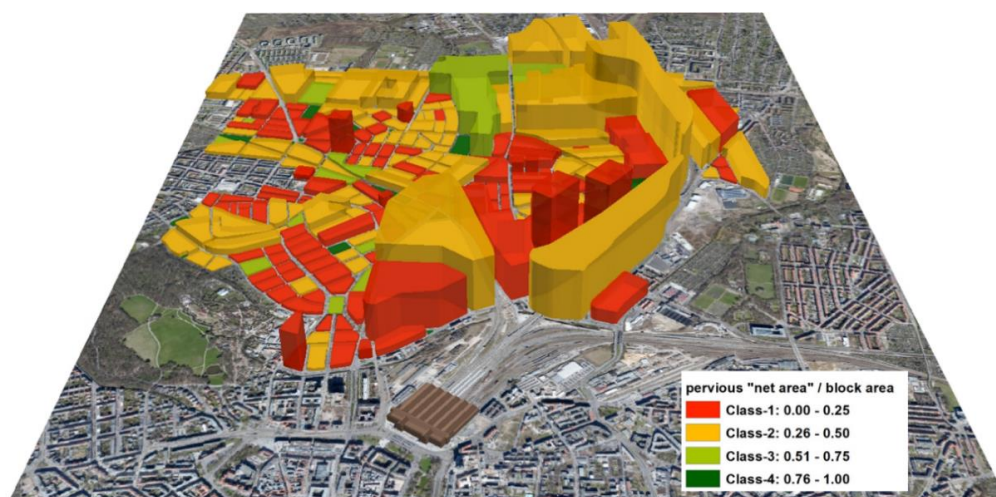 pervious "net area" / block area
Class-1: 0.00 - 0.25
Class-2: 0.26 - 0.50
Class-3: 0.51 - 0.75
Class-4: 0.76 - 1.00